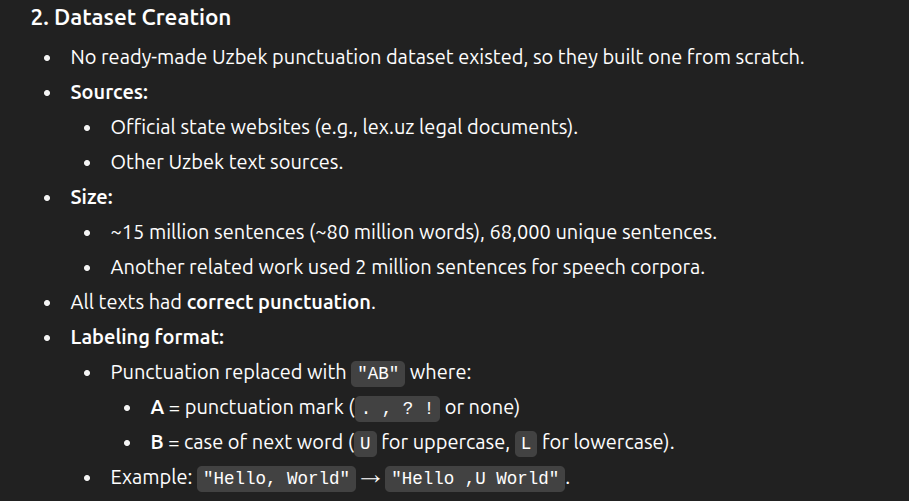 2. Dataset Creation
• No ready-made Uzbek punctuation dataset existed, so they built one from scratch.
• Sources:
• Official state websites (e.g., lex.uz legal documents).
• Other Uzbek text sources.
• Size:
• ~15 million sentences (~80 million words), 68,000 unique sentences.
• Another related work used 2 million sentences for speech corpora.
• All texts had correct punctuation.
• Labeling format:
• Punctuation replaced with "AB" where:
• A = punctuation mark (. , ? ! or none)
• B = case of next word (U for uppercase, L for lowercase).
• Example: "Hello, World" → "Hello ,U World".